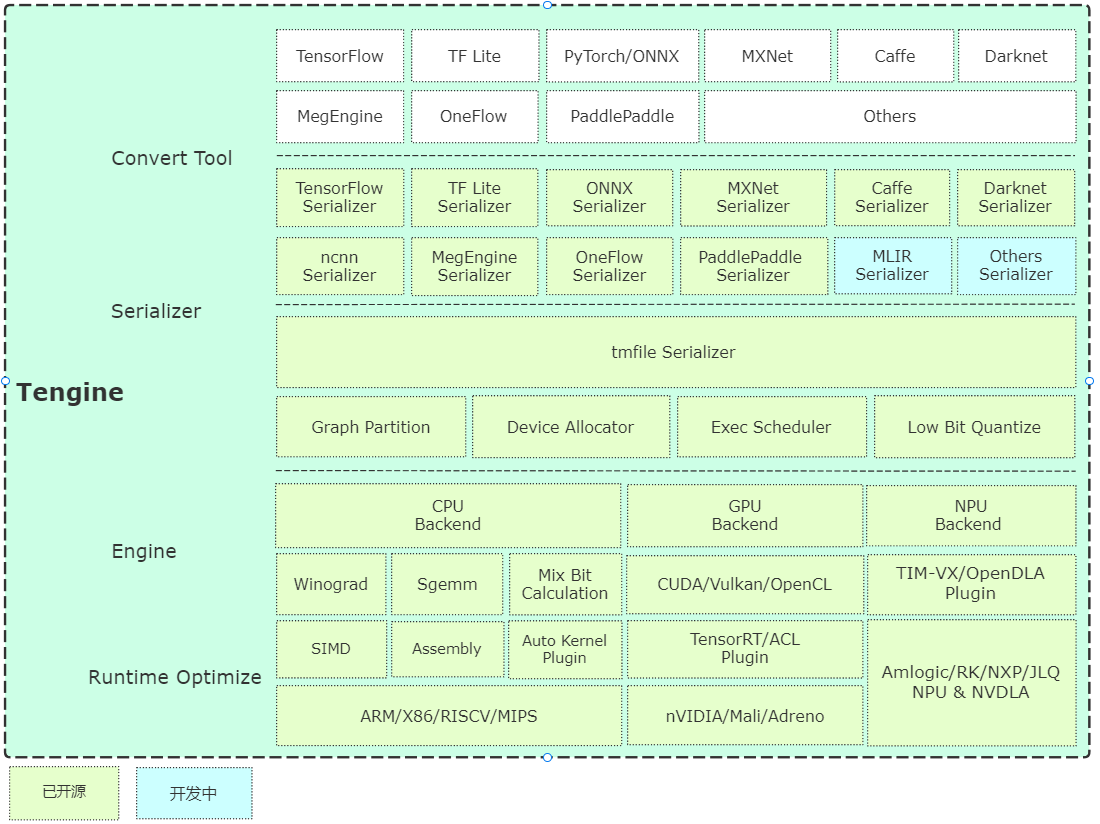 TensorFlow
TF Lite
PyTorch/ONNX
MXNet
Caffe
Darknet
MegEngine
OneFlow
PaddlePaddle
Others
Convert Tool
TensorFlow
Serializer
TF Lite
Serializer
ONNX
Serializer
MXNet
Serializer
Caffe
Serializer
Darknet
Serializer
ncnn
Serializer
MegEngine
Serializer
OneFlow
Serializer
PaddlePaddle
Serializer
MLIR
Serializer
Others
Serializer
Serializer
tmfile Serializer
Tengine
Graph Partition
Device Allocator
Exec Scheduler
Low Bit Quantize
CPU
Backend
GPU
Backend
NPU
Backend
Engine
Winograd
Sgemm
Mix Bit
Calculation
CUDA/Vulkan/OpenCL
TIM-VX/OpenDLA
Plugin
SIMD
Assembly
Auto Kernel
Plugin
TensorRT/ACL
Plugin
Amlogic/RK/NXP/JLQ
NPU & NVDLA
Runtime Optimize
ARM/X86/RISCV/MIPS
nVIDIA/Mali/Adreno
已开源
开发中